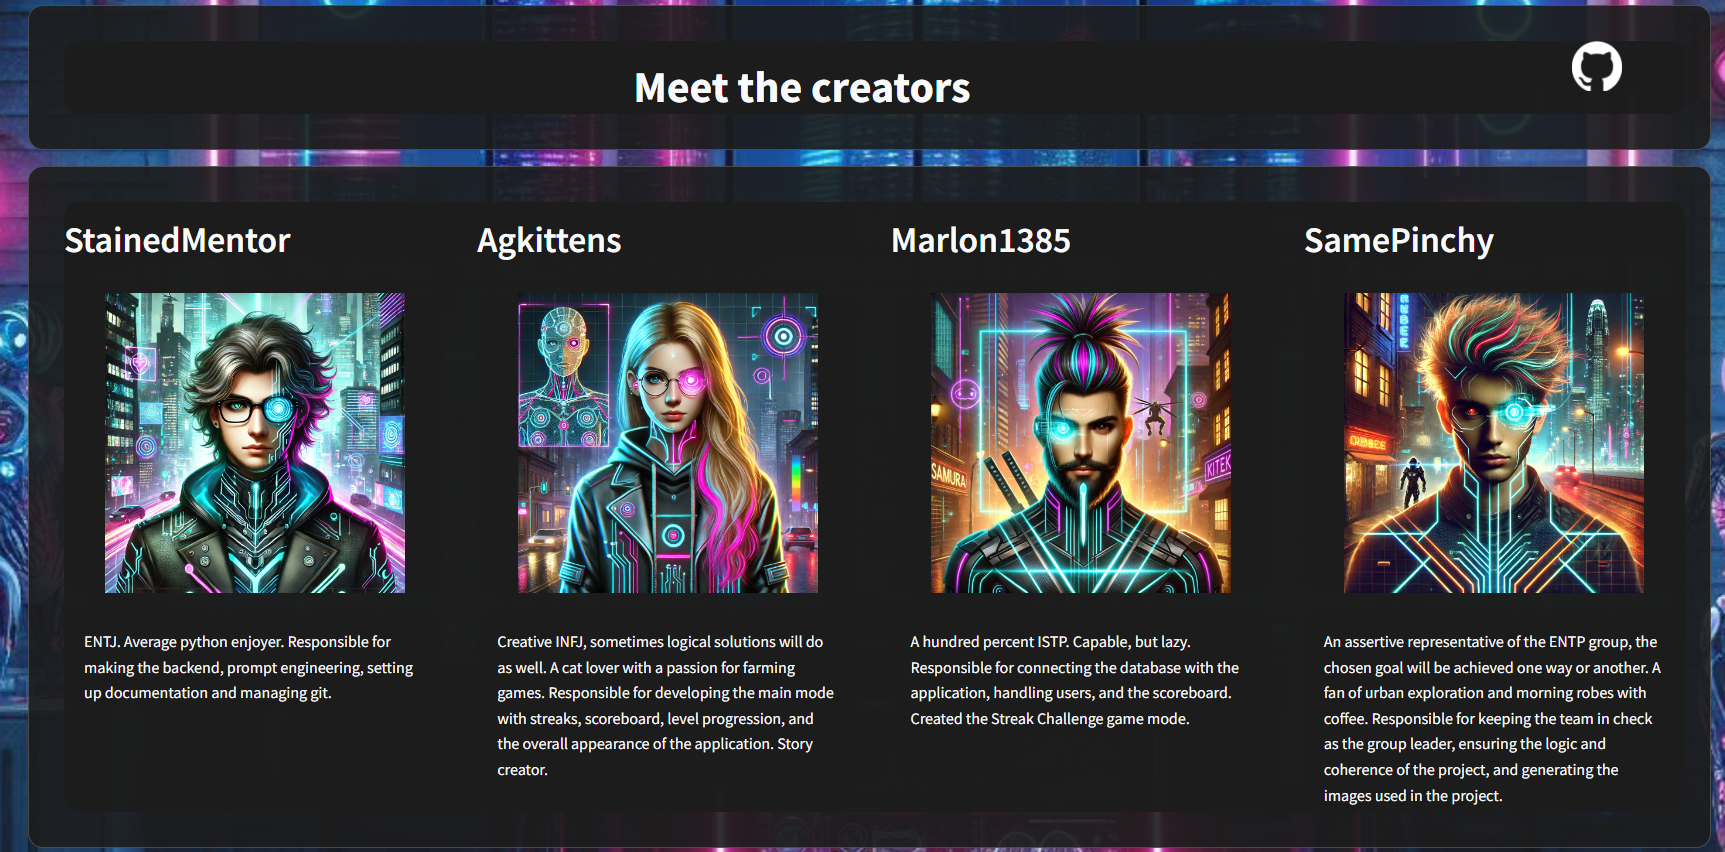 Meet the creators
StainedMentor
ENTJ. Average python enjoyer. Responsible for
making the backend, prompt engineering, setting
up documentation and managing git.
Agkittens
Creative INFJ, sometimes logical solutions will do
as well. A cat lover with a passion for farming
games. Responsible for developing the main mode
with streaks, scoreboard, level progression, and
the overall appearance of the application. Story
creator.
Marlon1385
SAMURA
KITEK
A hundred percent ISTP. Capable, but lazy.
Responsible for connecting the database with the
application, handling users, and the scoreboard.
Created the Streak Challenge game mode.
SamePinchy
An assertive representative of the ENTP group, the
chosen goal will be achieved one way or another. A
fan of urban exploration and morning robes with
coffee. Responsible for keeping the team in check
as the group leader, ensuring the logic and
coherence of the project, and generating the
images used in the project.